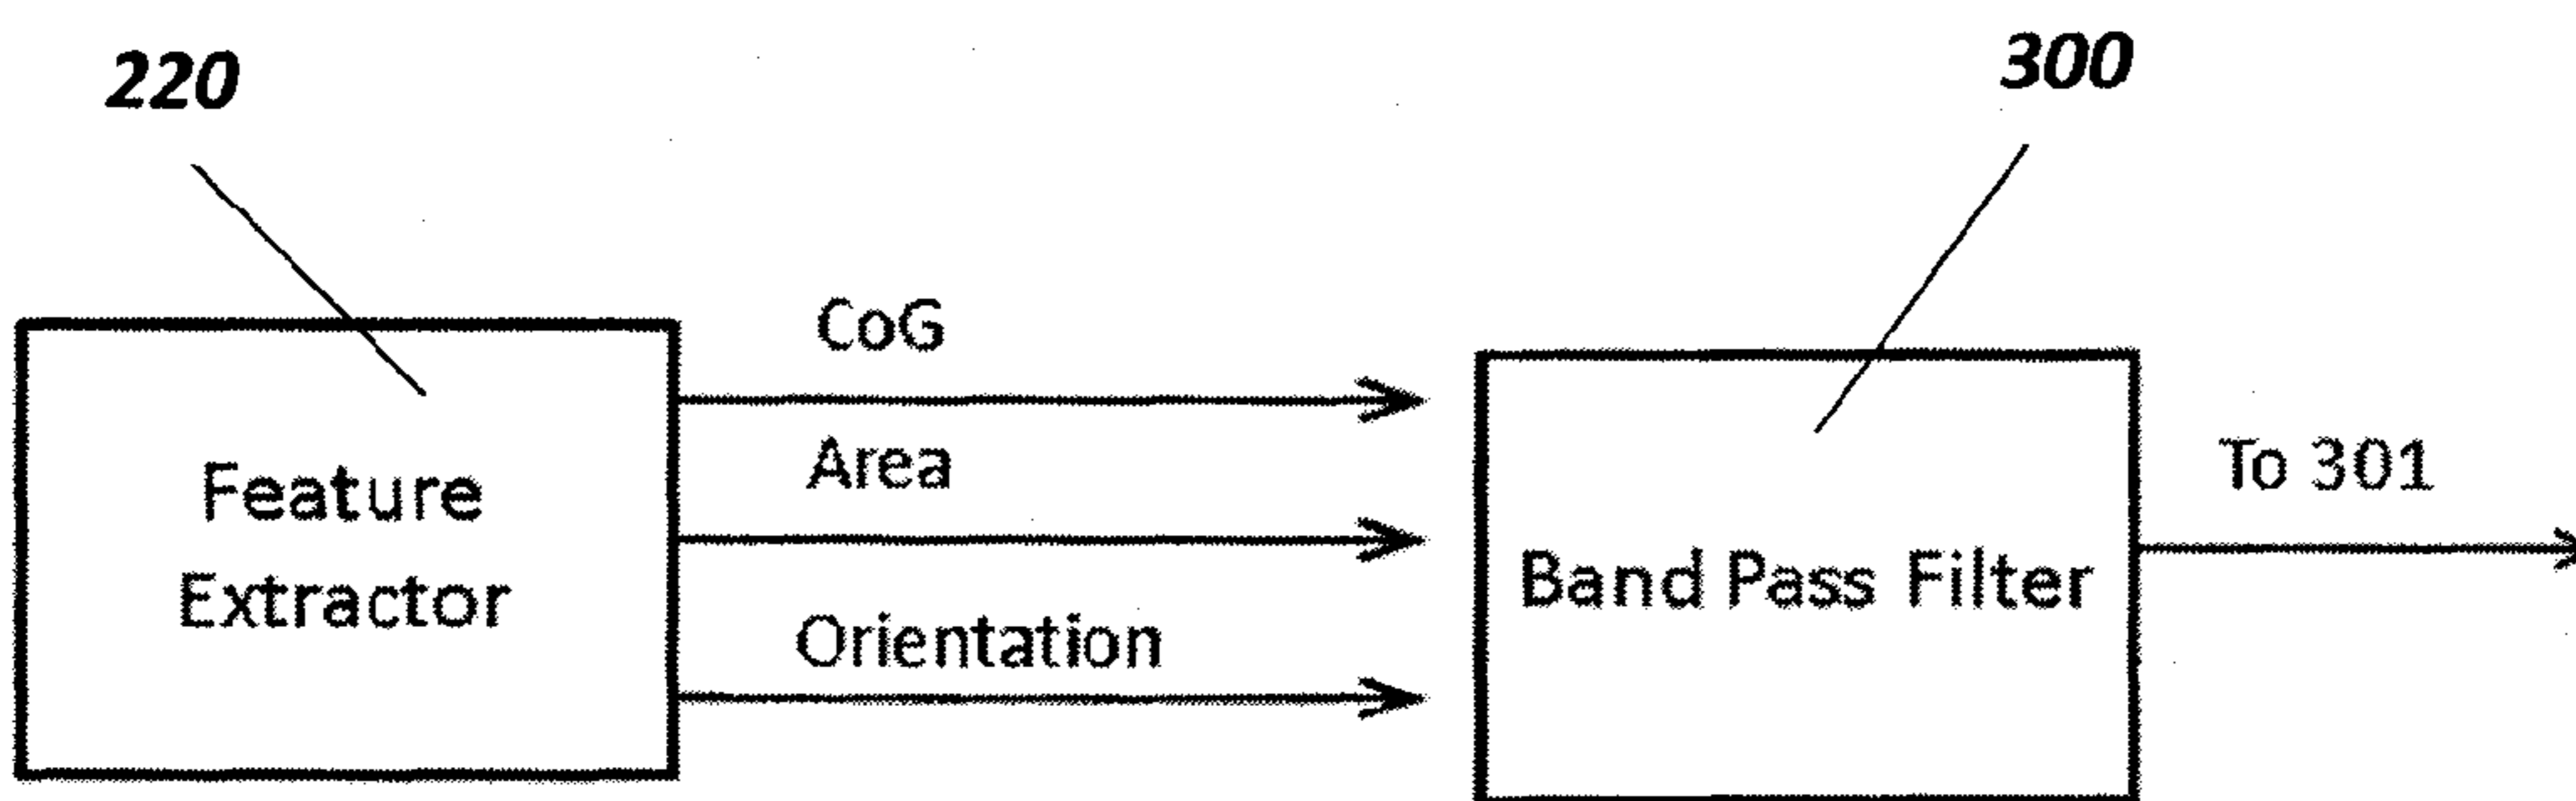 220
300
CoG
Area
To 301
Feature
Extractor
Band Pass Filter
Orientation